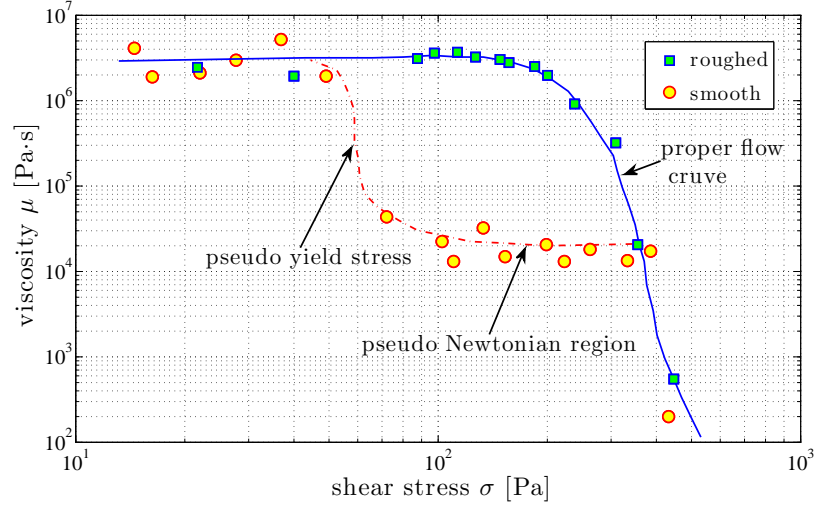 10^7
10^6
10^5
10^4
10^3
10^2
viscosity μ [Pa·s]
roughed
smooth
proper flow
cruve
pseudo yield stress
pseudo Newtonian region
10^1
10^2
10^3
shear stress σ [Pa]